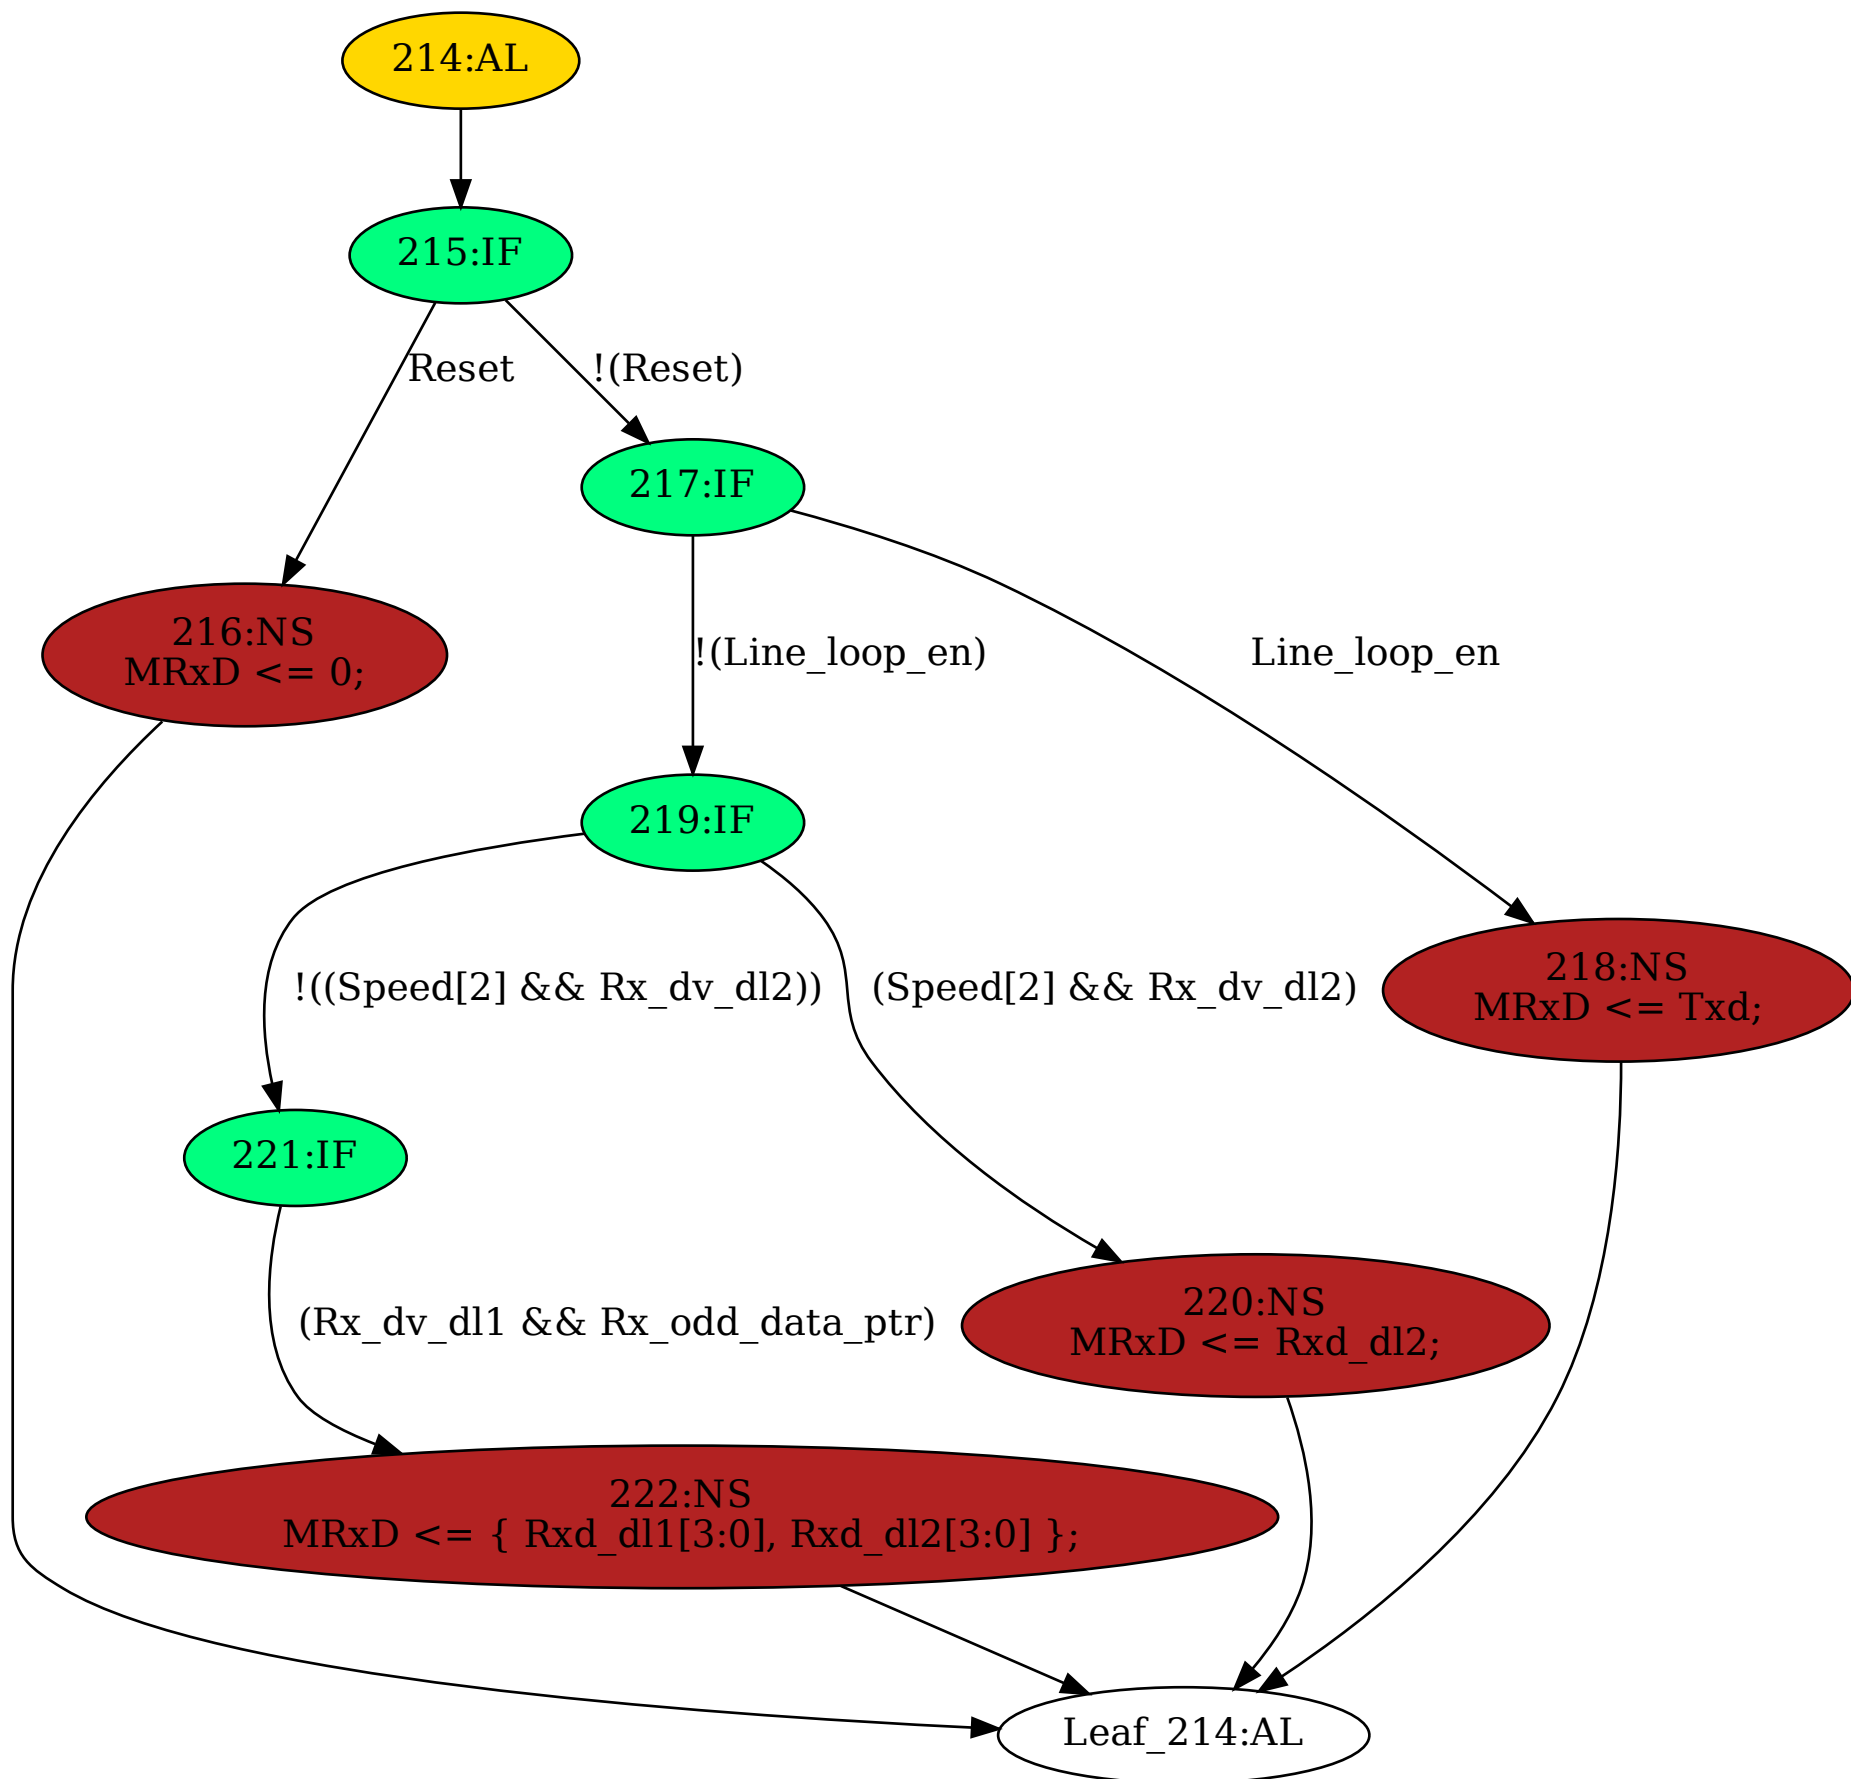 214:AL
215:IF
Reset
!(Reset)
217:IF
216:NS
MRxD <= 0;
!(Line_loop_en)
Line_loop_en
219:IF
!((Speed[2] && Rx_dv_dl2))
(Speed[2] && Rx_dv_dl2)
218:NS
MRxD <= Txd;
221:IF
(Rx_dv_dl1 && Rx_odd_data_ptr)
220:NS
MRxD <= Rxd_dl2;
222:NS
MRxD <= { Rxd_dl1[3:0], Rxd_dl2[3:0] };
Leaf_214:AL